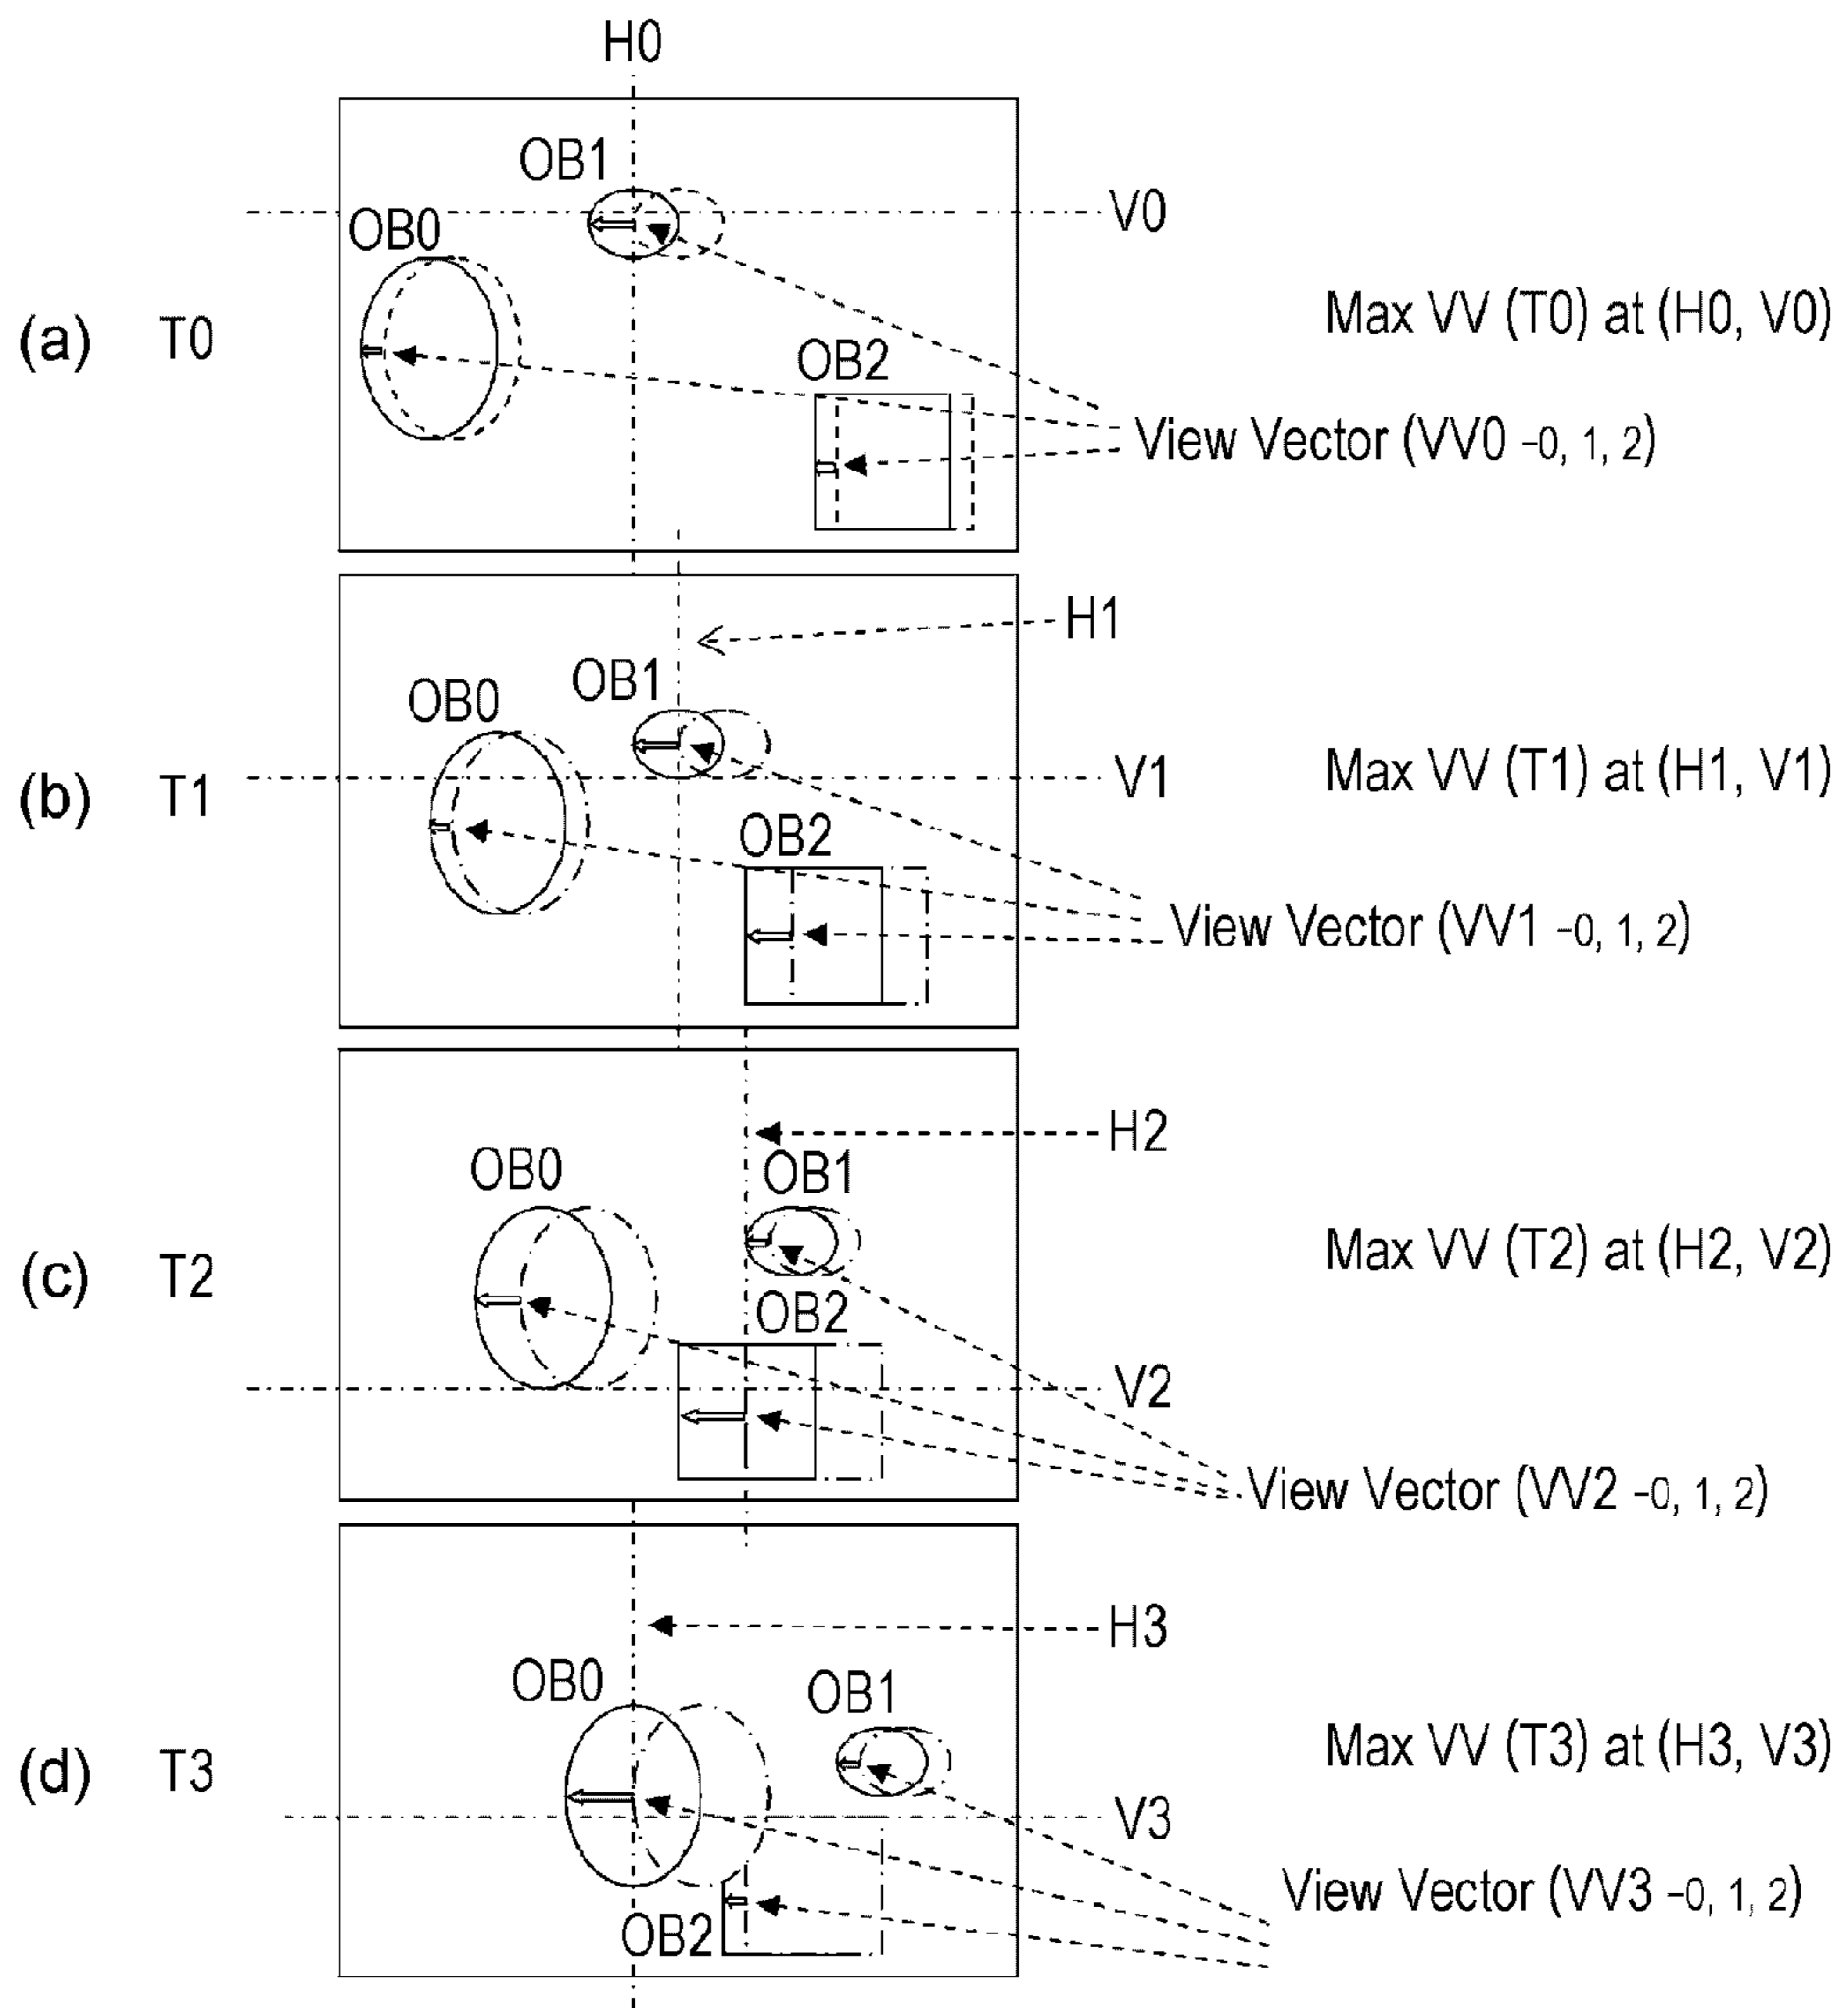 H0
OB1
V0
OB0
(a) T0
Max VV (T0) at (H0, V0)
OB2
View Vector (VV0 -0, 1, 2)
H1
OB1
OB0
(b) T1
V1
Max VV (T1) at (H1, V1)
OB2
View Vector (VV1 -0, 1, 2)
H2
OB0
OB1
(c) T2
Max VV (T2) at (H2, V2)
OB2
V2
View Vector (VV2 -0, 1, 2)
H3
OB0
OB1
(d) T3
Max VV (T3) at (H3, V3)
V3
View Vector (VV3 -0, 1, 2)
OB2